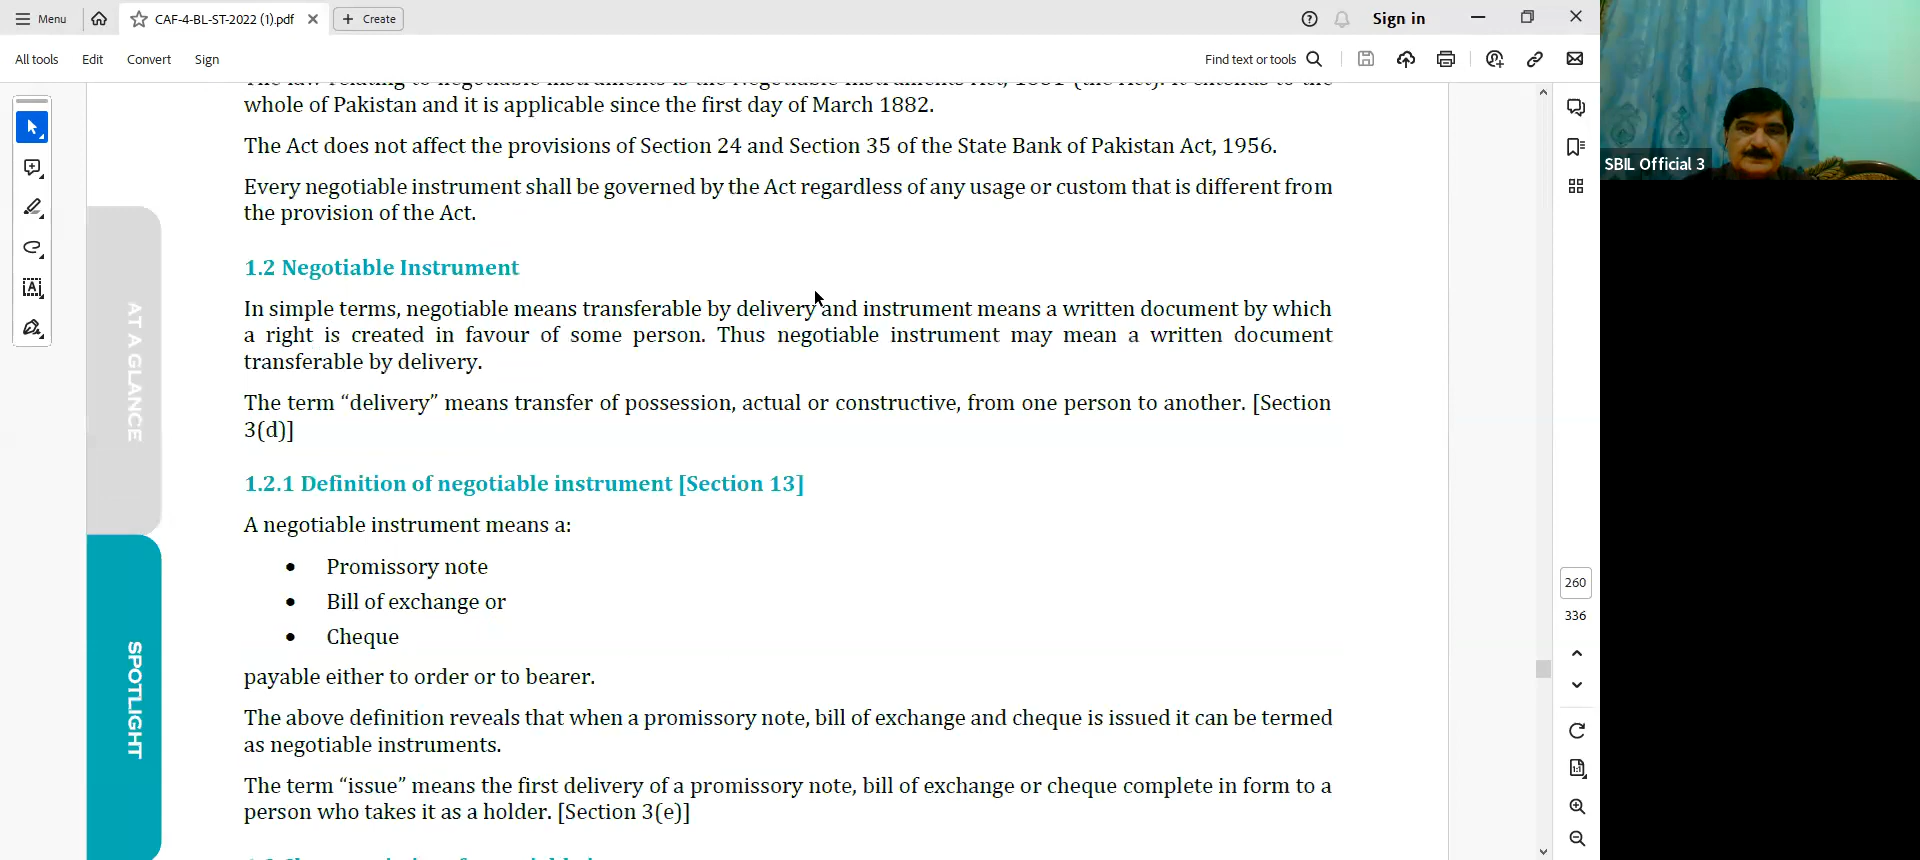 Menu
CAF-4-BL-ST-2022 (1).pdf
Create
Sign in
All tools
Edit
Convert
Sign
Find text or tools
whole of Pakistan and it is applicable since the first day of March 1882.
The Act does not affect the provisions of Section 24 and Section 35 of the State Bank of Pakistan Act, 1956.
Every negotiable instrument shall be governed by the Act regardless of any usage or custom that is different from
the provision of the Act.
1.2 Negotiable Instrument
In simple terms, negotiable means transferable by delivery and instrument means a written document by which
a right is created in favour of some person. Thus negotiable instrument may mean a written document
transferable by delivery.
The term “delivery” means transfer of possession, actual or constructive, from one person to another. [Section
3(d)]
1.2.1 Definition of negotiable instrument [Section 13]
A negotiable instrument means a:
• Promissory note
• Bill of exchange or
• Cheque
payable either to order or to bearer.
The above definition reveals that when a promissory note, bill of exchange and cheque is issued it can be termed
as negotiable instruments.
The term “issue” means the first delivery of a promissory note, bill of exchange or cheque complete in form to a
person who takes it as a holder. [Section 3(e)]
AT A GLANCE
SPOTLIGHT
260
336
SBIL Official 3